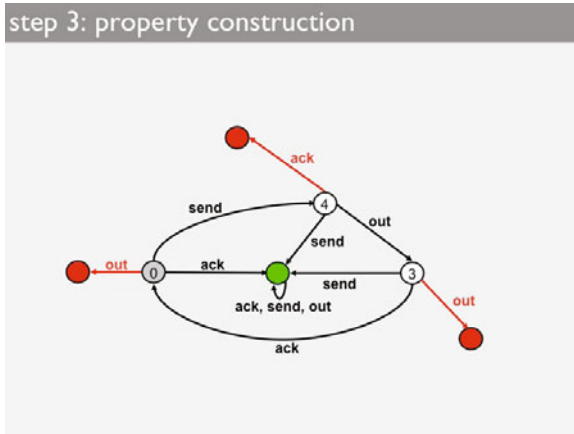 step 3: property construction
ack
send
4
out
send
out
0
ack
send
3
out
ack, send, out
ack